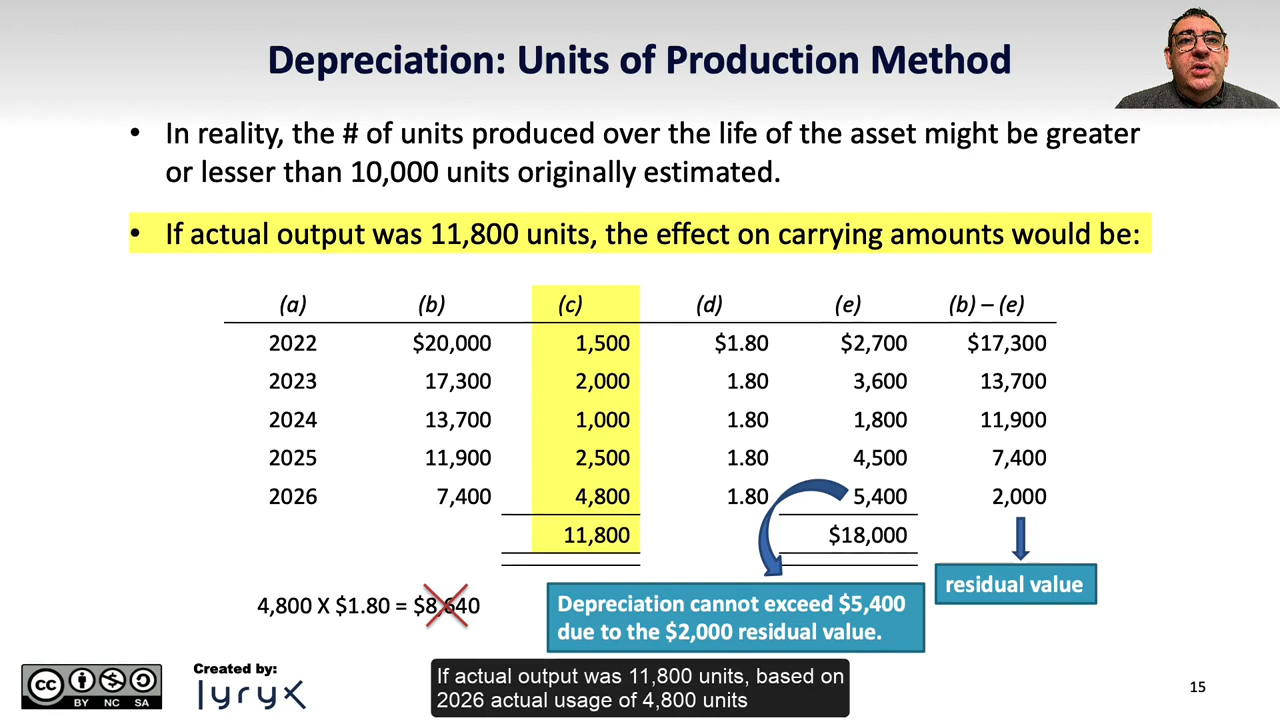 Depreciation: Units of Production Method
• In reality, the # of units produced over the life of the asset might be greater
or lesser than 10,000 units originally estimated.
• If actual output was 11,800 units, the effect on carrying amounts would be:
(a) (b) (c) (d) (e) (b) – (e)
2022 $20,000 1,500 $1.80 $2,700 $17,300
2023 17,300 2,000 1.80 3,600 13,700
2024 13,700 1,000 1.80 1,800 11,900
2025 11,900 2,500 1.80 4,500 7,400
2026 7,400 4,800 1.80 5,400 2,000
11,800 $18,000
residual value
4,800 X $1.80 = $8,640
Depreciation cannot exceed $5,400
due to the $2,000 residual value.
cc BY NC SA
Created by:
lyryx
If actual output was 11,800 units, based on
2026 actual usage of 4,800 units
15